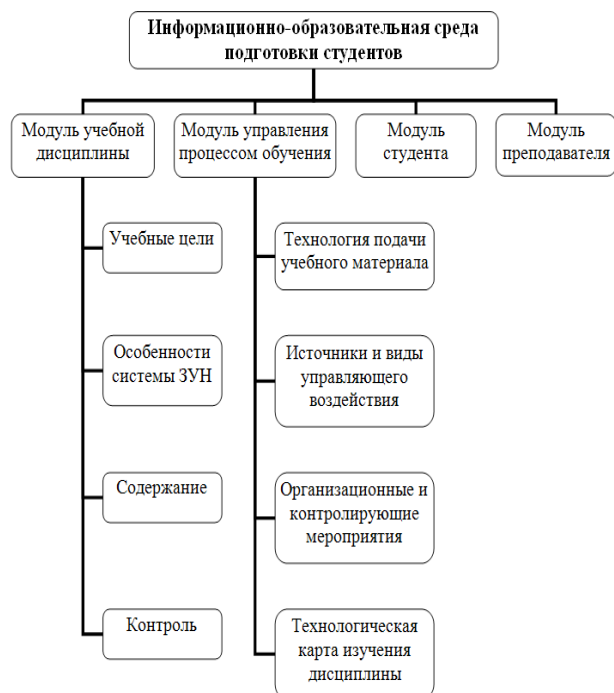 Информационно-образовательная среда
подготовки студентов
Модуль учебной
дисциплины
Модуль управления
процессом обучения
Модуль
студента
Модуль
преподавателя
Учебные цели
Особенности
системы ЗУН
Содержание
Контроль
Технология подачи
учебного материала
Источники и виды
управляющего
воздействия
Организационные и
контролирующие
мероприятия
Технологическая
карта изучения
дисциплины